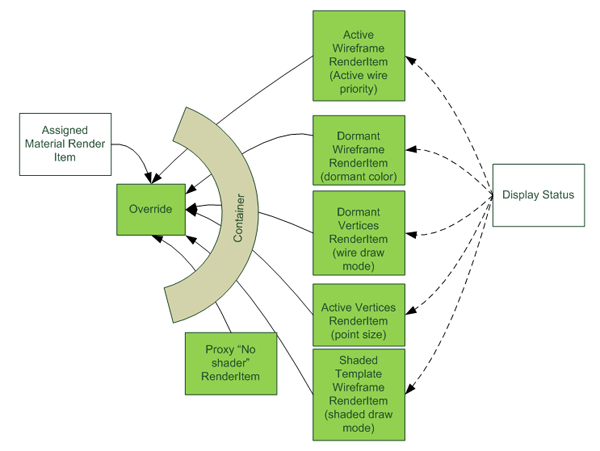 Active
Wireframe
RenderItem
(Active wire
priority)
Assigned
Material Render
Item
Dormant
Wireframe
RenderItem
(dormant color)
Override
Container
Display Status
Dormant
Vertices
RenderItem
(wire draw
mode)
Active Vertices
RenderItem
(point size)
Proxy “No
shader”
RenderItem
Shaded
Template
Wireframe
RenderItem
(shaded draw
mode)